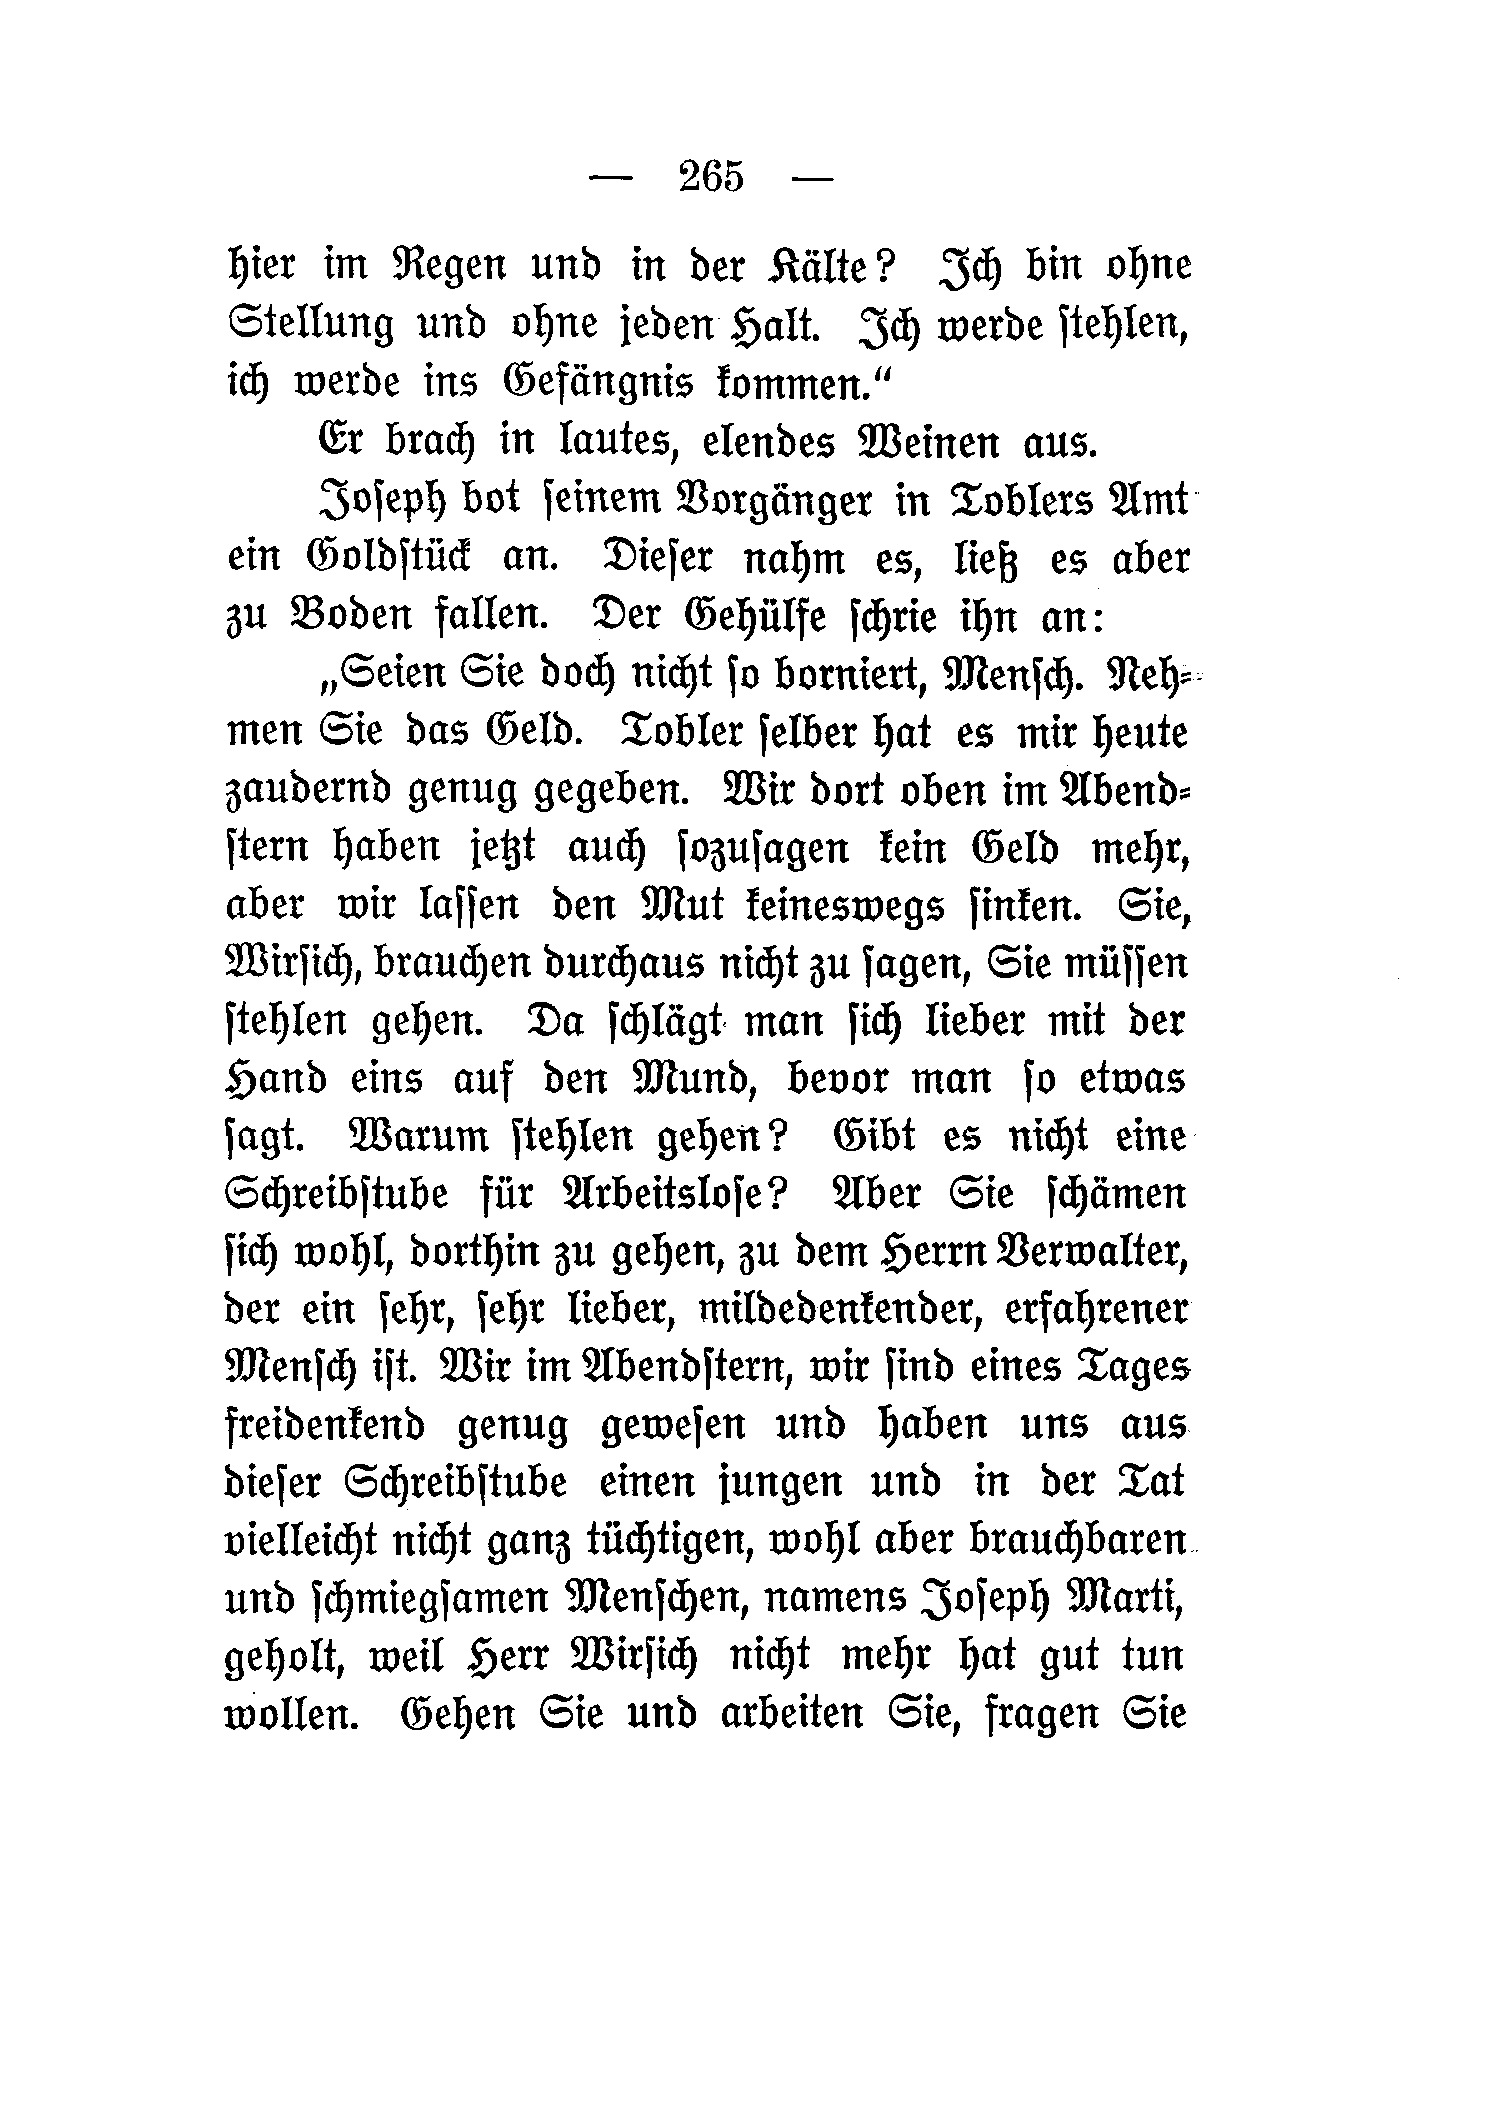 — 265 —
hier im Regen und in der Kälte? Ich bin ohne
Stellung und ohne jeden Halt. Ich werde ſtehlen,
ich werde ins Gefängnis kommen.“
Er brach in lautes, elendes Weinen aus.
Joſeph bot ſeinem Vorgänger in Toblers Amt
ein Goldſtück an. Dieſer nahm es, ließ es aber
zu Boden fallen. Der Gehülfe ſchrie ihn an:
„Seien Sie doch nicht ſo borniert, Menſch. Neh⸗
men Sie das Geld. Tobler ſelber hat es mir heute
zaudernd genug gegeben. Wir dort oben im Abend⸗
ſtern haben jetzt auch ſozuſagen kein Geld mehr,
aber wir laſſen den Mut keineswegs ſinken. Sie,
Wirſich, brauchen durchaus nicht zu ſagen, Sie müſſen
ſtehlen gehen. Da ſchlägt man ſich lieber mit der
Hand eins auf den Mund, bevor man ſo etwas
ſagt. Warum ſtehlen gehen? Gibt es nicht eine
Schreibſtube für Arbeitsloſe? Aber Sie ſchämen
ſich wohl, dorthin zu gehen, zu dem Herrn Verwalter,
der ein ſehr, ſehr lieber, mildedenkender, erfahrener
Menſch iſt. Wir im Abendſtern, wir ſind eines Tages
freidenkend genug geweſen und haben uns aus
dieſer Schreibſtube einen jungen und in der Tat
vielleicht nicht ganz tüchtigen, wohl aber brauchbaren
und ſchmiegſamen Menſchen, namens Joſeph Marti,
geholt, weil Herr Wirſich nicht mehr hat gut tun
wollen. Gehen Sie und arbeiten Sie, fragen Sie